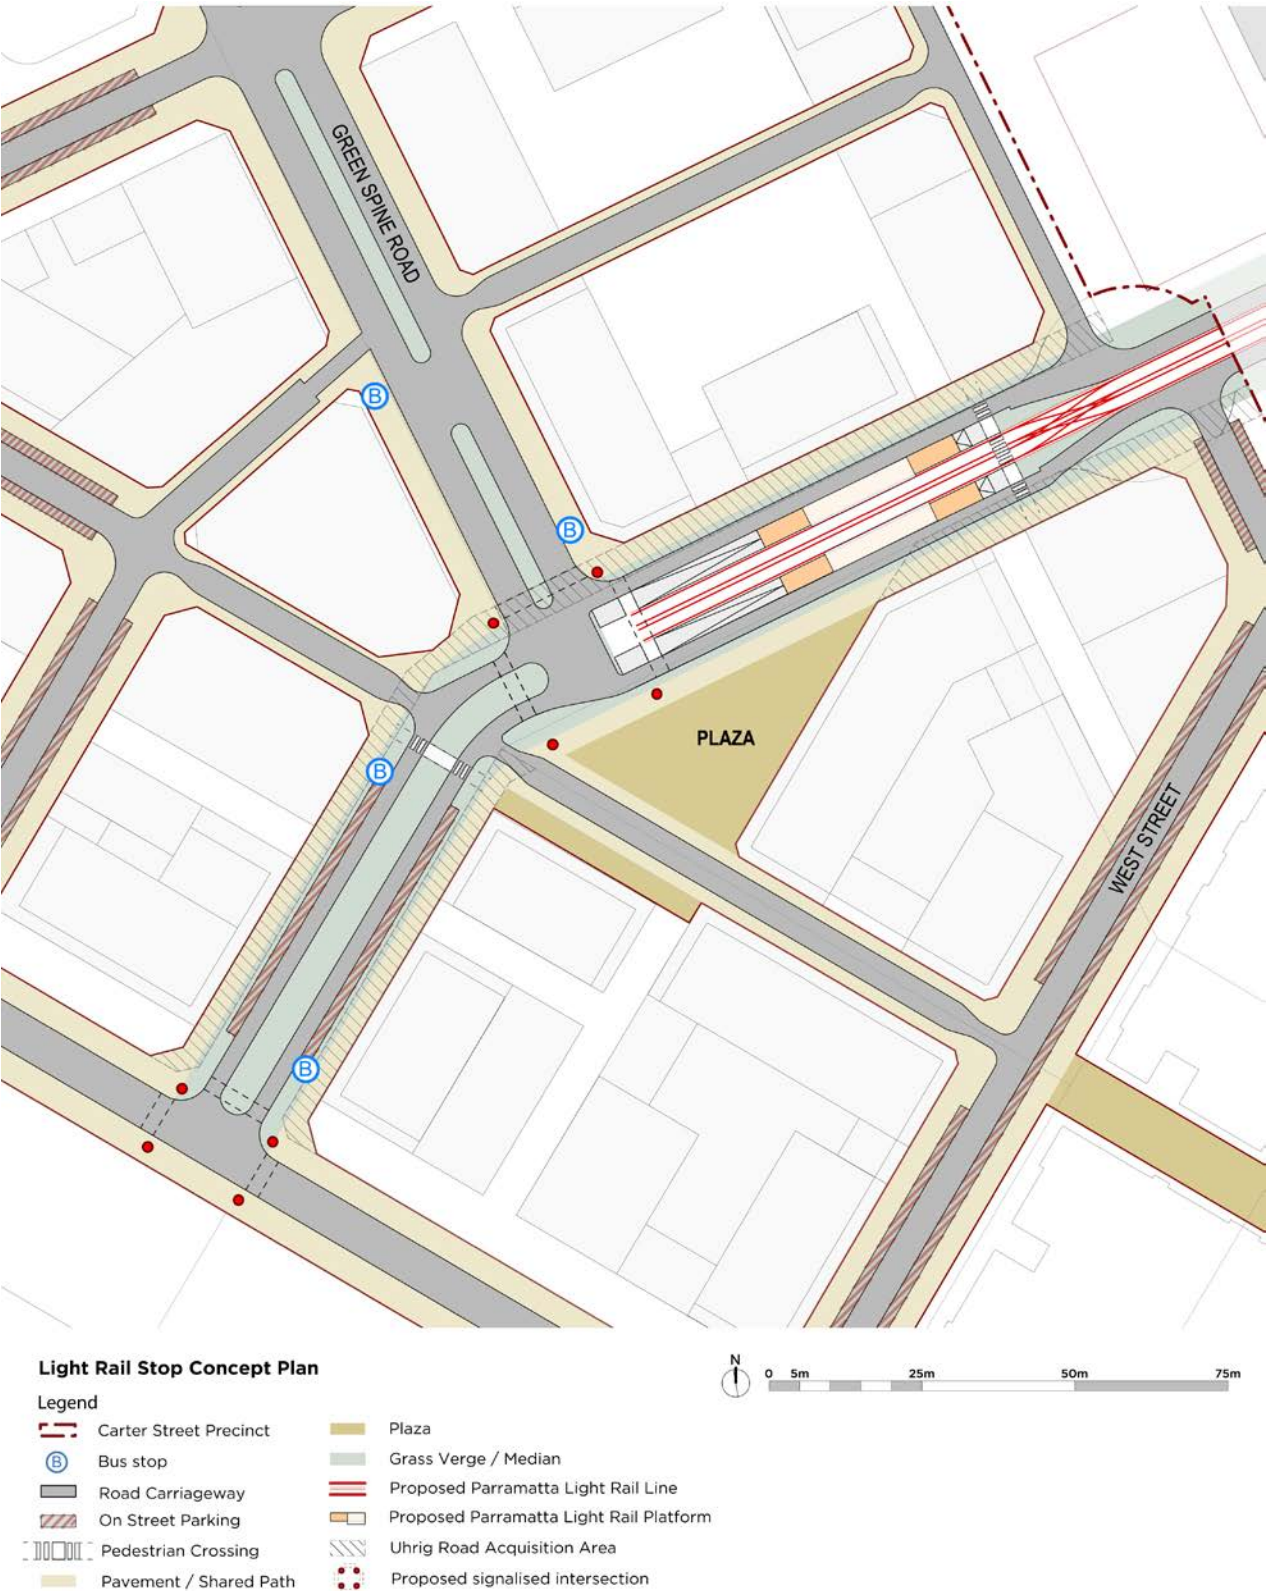 GREEN SPINE ROAD
B
B
PLAZA
B
WEST STREET
B
Light Rail Stop Concept Plan
N
0 5m 25m 50m 75m
Legend
Carter Street Precinct
Plaza
B Bus stop
Grass Verge / Median
Road Carriageway
Proposed Parramatta Light Rail Line
On Street Parking
Proposed Parramatta Light Rail Platform
Pedestrian Crossing
Uhrig Road Acquisition Area
Pavement / Shared Path
Proposed signalised intersection